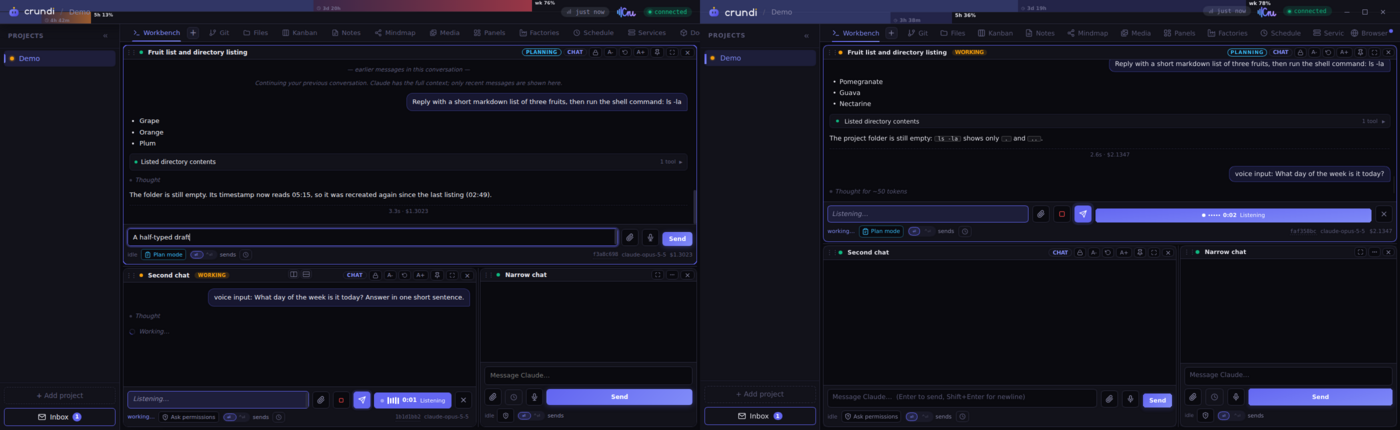 5h 13%
3d 20h
wk 76%
crundi / Demo
just now
connected
PROJECTS
Demo
+ Add project
Inbox 1
Workbench + Git Files Kanban Notes Mindmap Media Panels Factories Schedule Services Do
Fruit list and directory listing PLANNING CHAT A- A+
— earlier messages in this conversation —
Continuing your previous conversation. Claude has the full context; only recent messages are shown here.
Reply with a short markdown list of three fruits, then run the shell command: ls -la
• Grape
• Orange
• Plum
Listed directory contents 1 tool
Thought
The folder is still empty. Its timestamp now reads 05:15, so it was recreated again since the last listing (02:49).
3.3s · $1.3023
A half-typed draft
Send
idle Plan mode sends claude-opus-5-5 $1.3023
Second chat WORKING CHAT A- A+
voice input: What day of the week is it today? Answer in one short sentence.
Thought
Working...
Listening...
0:01 Listening
working... Ask permissions sends claude-opus-5-5
Narrow chat
Message Claude...
Send
idle sends
5h 36%
3d 19h
wk 78%
crundi / Demo
just now
connected
PROJECTS
Demo
+ Add project
Inbox 1
Workbench + Git Files Kanban Notes Mindmap Media Panels Factories Schedule Servic Browser
Fruit list and directory listing WORKING PLANNING CHAT A- A+
Reply with a short markdown list of three fruits, then run the shell command: ls -la
• Pomegranate
• Guava
• Nectarine
Listed directory contents 1 tool
The project folder is still empty: ls -la shows only . and ...
2.6s · $2.1347
voice input: What day of the week is it today?
Thought for ~50 tokens
Listening...
0:02 Listening
working... Plan mode sends faf358bc claude-opus-5-5 $2.1347
Second chat CHAT A- A+
Message Claude... (Enter to send, Shift+Enter for newline)
Send
idle Ask permissions sends
Narrow chat
Message Claude...
Send
idle sends